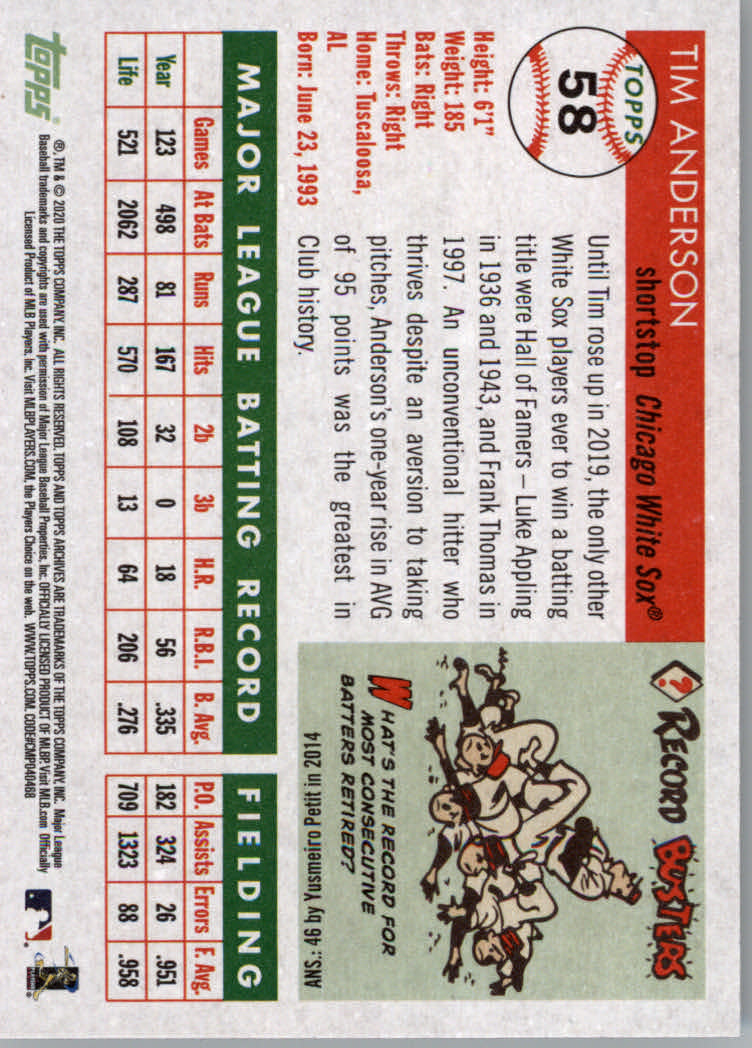 TIM ANDERSON
shortstop Chicago White Sox®
TOPPS
58
Height: 6'1"
Weight: 185
Bats: Right
Throws: Right
Home: Tuscaloosa,
AL
Born: June 23, 1993
Until Tim rose up in 2019, the only other
White Sox players ever to win a batting
title were Hall of Famers – Luke Appling
in 1936 and 1943, and Frank Thomas in
1997. An unconventional hitter who
thrives despite an aversion to taking
pitches, Anderson's one-year rise in AVG
of 95 points was the greatest in
Club history.
?
RECORD BUSTERS
WHAT'S THE RECORD FOR
MOST CONSECUTIVE
BATTERS RETIRED?
ANS.: 46 by Yusmeiro Petit in 2014
MAJOR LEAGUE BATTING RECORD
Games At Bats Runs Hits 2b 3b H.R. R.B.I. B. Avg.
Year 123 498 81 167 32 0 18 56 .335
Life 521 2062 287 570 108 13 64 206 .276
FIELDING
P.O. Assists Errors F. Avg.
182 324 26 .951
709 1323 88 .958
topps
®, TM & © 2020 THE TOPPS COMPANY, INC. ALL RIGHTS RESERVED. TOPPS AND TOPPS ARCHIVES ARE TRADEMARKS OF THE TOPPS COMPANY, INC. Major League
Baseball trademarks and copyrights are used with permission of Major League Baseball Properties, Inc. OFFICIALLY LICENSED PRODUCT OF MLBP. Visit MLB.com Officially
Licensed Product of MLB Players, Inc. Visit MLBPLAYERS.COM, the Players Choice on the web. WWW.TOPPS.COM. CODE#CMP040468